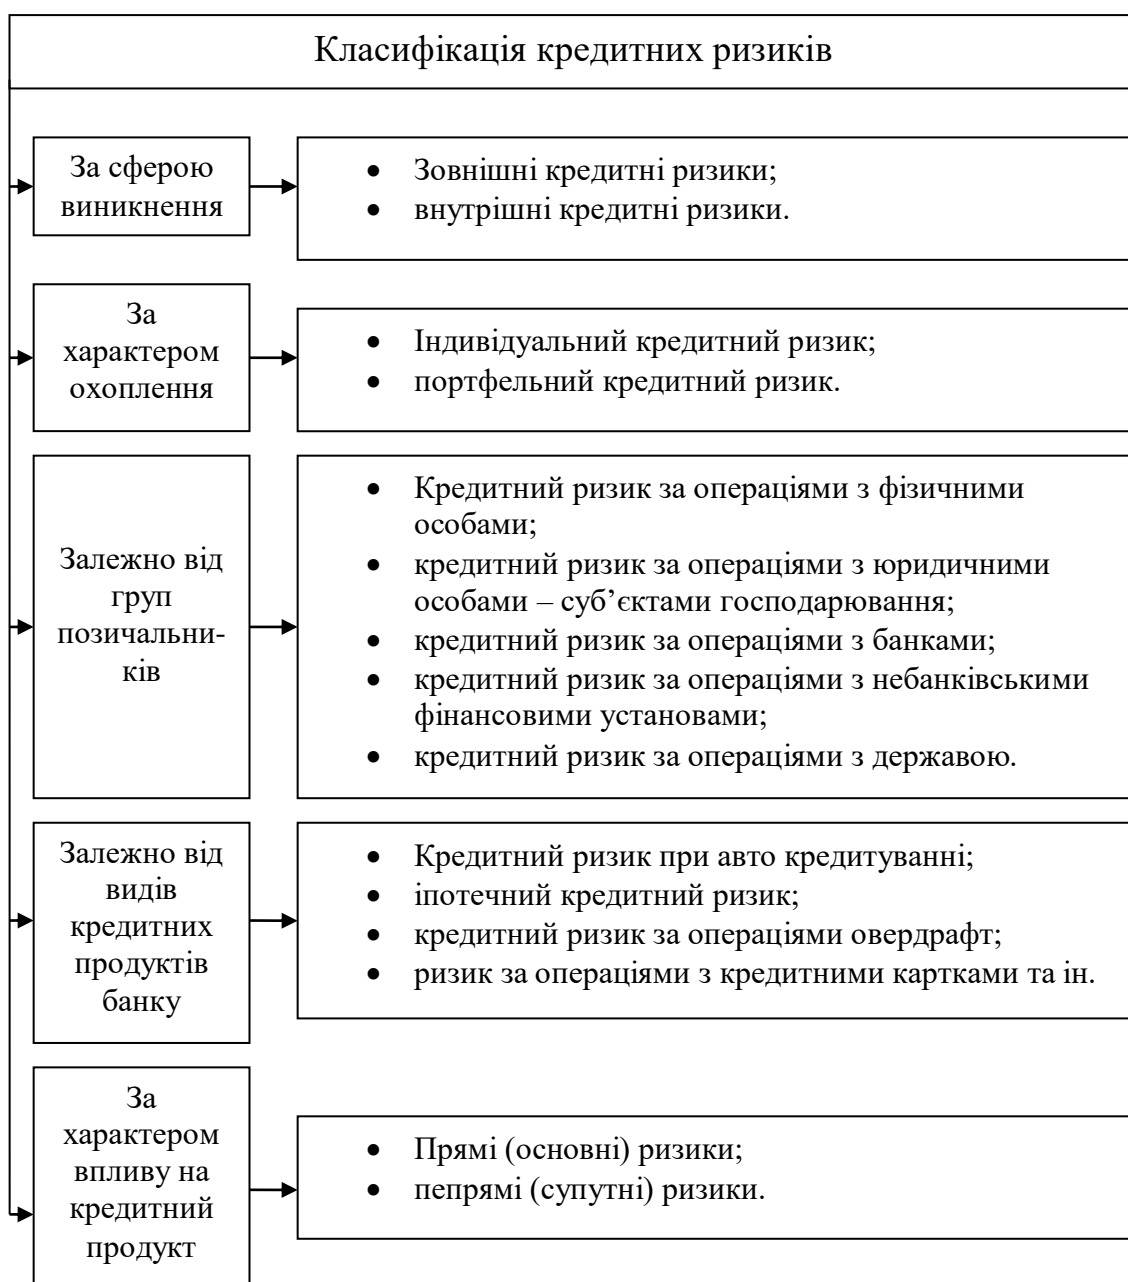 Класифікація кредитних ризиків
За сферою
виникнення
• Зовнішні кредитні ризики;
• внутрішні кредитні ризики.
За
характером
охоплення
• Індивідуальний кредитний ризик;
• портфельний кредитний ризик.
Залежно від
груп
позичальни-
ків
• Кредитний ризик за операціями з фізичними
особами;
• кредитний ризик за операціями з юридичними
особами – суб’єктами господарювання;
• кредитний ризик за операціями з банками;
• кредитний ризик за операціями з небанківськими
фінансовими установами;
• кредитний ризик за операціями з державою.
Залежно від
видів
кредитних
продуктів
банку
• Кредитний ризик при авто кредитуванні;
• іпотечний кредитний ризик;
• кредитний ризик за операціями овердрафт;
• ризик за операціями з кредитними картками та ін.
За
характером
впливу на
кредитний
продукт
• Прямі (основні) ризики;
• пепрямі (супутні) ризики.